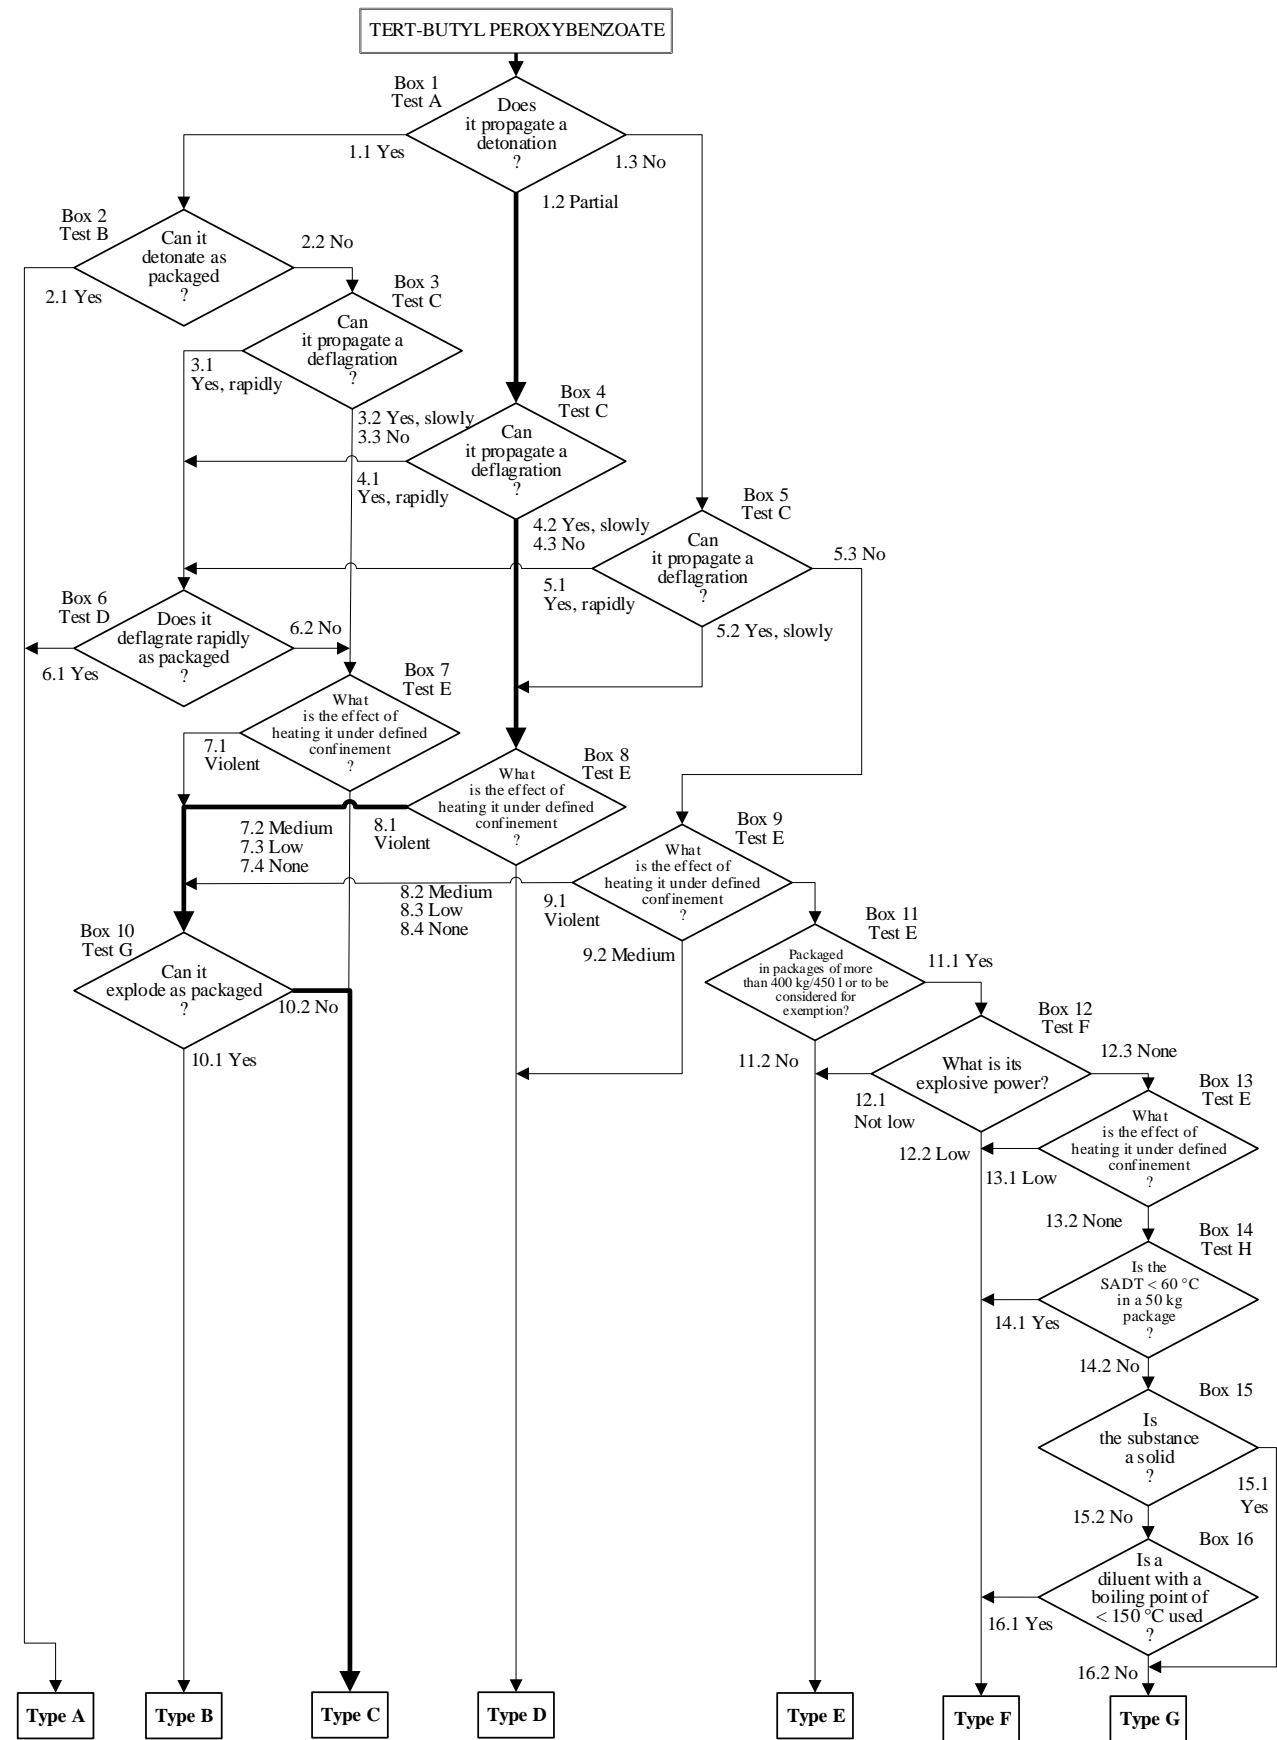 TERT-BUTYL PEROXYBENZOATE
Box 1
Test A
Does
it propagate a
detonation
?
1.1 Yes
1.3 No
1.2 Partial
Box 2
Test B
Can it
detonate as
packaged
?
2.2 No
2.1 Yes
Box 3
Test C
Can
it propagate a
deflagration
?
3.1
Yes, rapidly
3.2 Yes, slowly
3.3 No
Box 4
Test C
Can
it propagate a
deflagration
?
4.1
Yes, rapidly
4.2 Yes, slowly
4.3 No
Box 5
Test C
Can
it propagate a
deflagration
?
5.3 No
5.1
Yes, rapidly
5.2 Yes, slowly
Box 6
Test D
Does it
deflagrate rapidly
as packaged
?
6.2 No
6.1 Yes
Box 7
Test E
What
is the effect of
heating it under defined
confinement
?
7.1
Violent
7.2 Medium
7.3 Low
7.4 None
Box 8
Test E
What
is the effect of
heating it under defined
confinement
?
8.1
Violent
8.2 Medium
8.3 Low
8.4 None
Box 9
Test E
What
is the effect of
heating it under defined
confinement
?
9.1
Violent
9.2 Medium
Box 10
Test G
Can it
explode as packaged
?
10.2 No
10.1 Yes
Box 11
Test E
Packaged
in packages of more
than 400 kg/450 l or to be
considered for
exemption?
11.1 Yes
11.2 No
Box 12
Test F
What is its
explosive power?
12.3 None
12.1
Not low
12.2 Low
Box 13
Test E
What
is the effect of
heating it under defined
confinement
?
13.1 Low
13.2 None
Box 14
Test H
Is the
SADT < 60 °C
in a 50 kg
package
?
14.1 Yes
14.2 No
Box 15
Is
the substance
a solid
?
15.1
Yes
15.2 No
Box 16
Is a
diluent with a
boiling point of
< 150 °C used
?
16.1 Yes
16.2 No
Type A
Type B
Type C
Type D
Type E
Type F
Type G